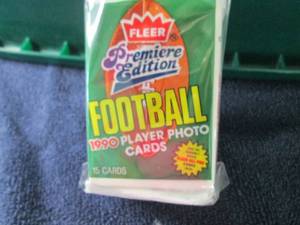 FLEER
Premiere
Edition
FOOTBALL
1990 PLAYER PHOTO
CARDS
15 CARDS